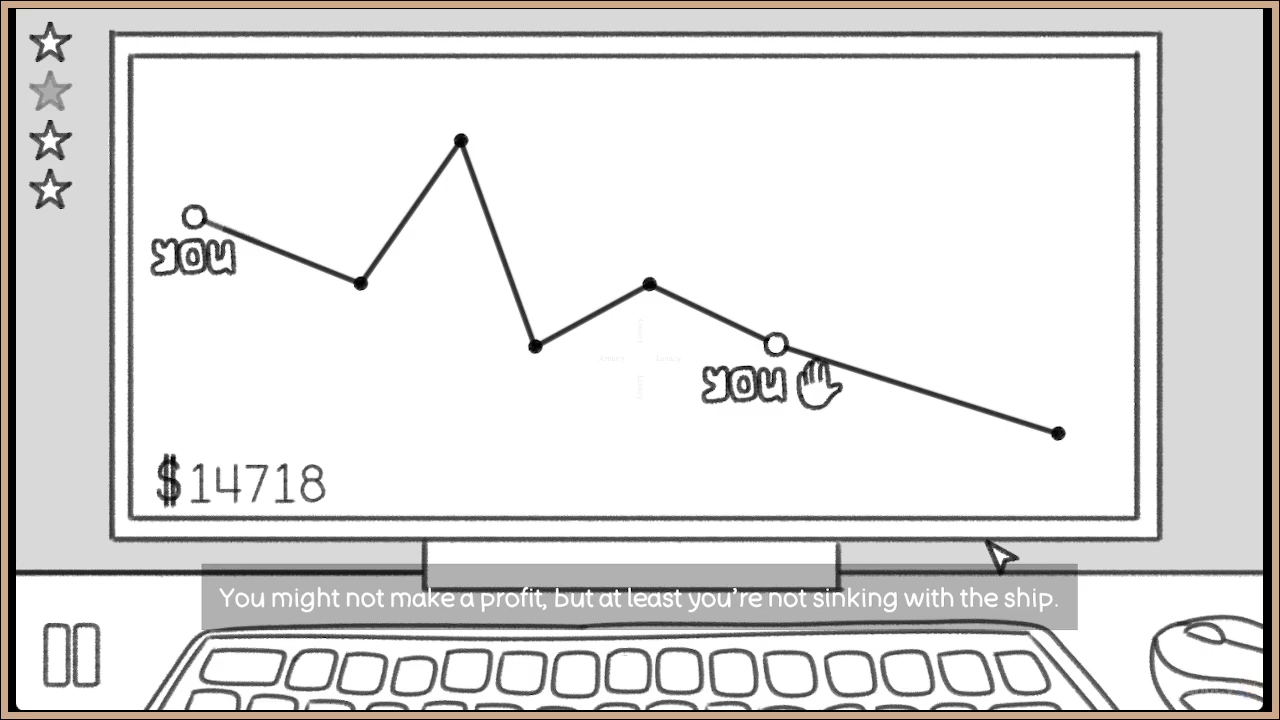 YOU
YOU
$14718
You might not make a profit, but at least you're not sinking with the ship.